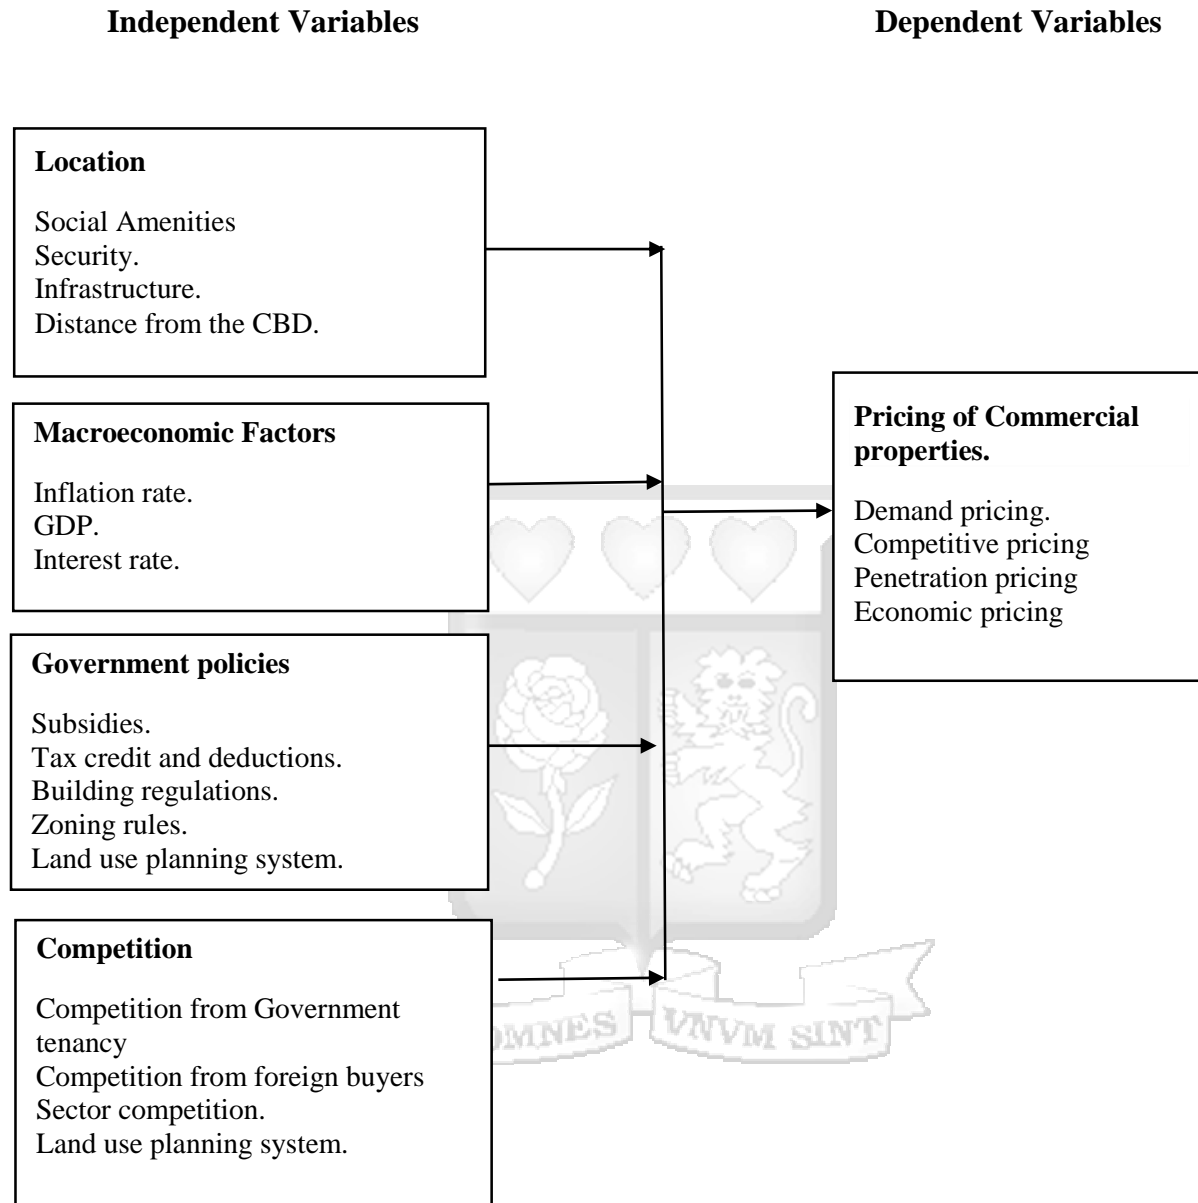 Independent Variables
Dependent Variables
Location
Social Amenities
Security.
Infrastructure.
Distance from the CBD.
Macroeconomic Factors
Inflation rate.
GDP.
Interest rate.
Government policies
Subsidies.
Tax credit and deductions.
Building regulations.
Zoning rules.
Land use planning system.
Competition
Competition from Government
tenancy
Competition from foreign buyers
Sector competition.
Land use planning system.
Pricing of Commercial
properties.
Demand pricing.
Competitive pricing
Penetration pricing
Economic pricing
OMNES VNVM SINT